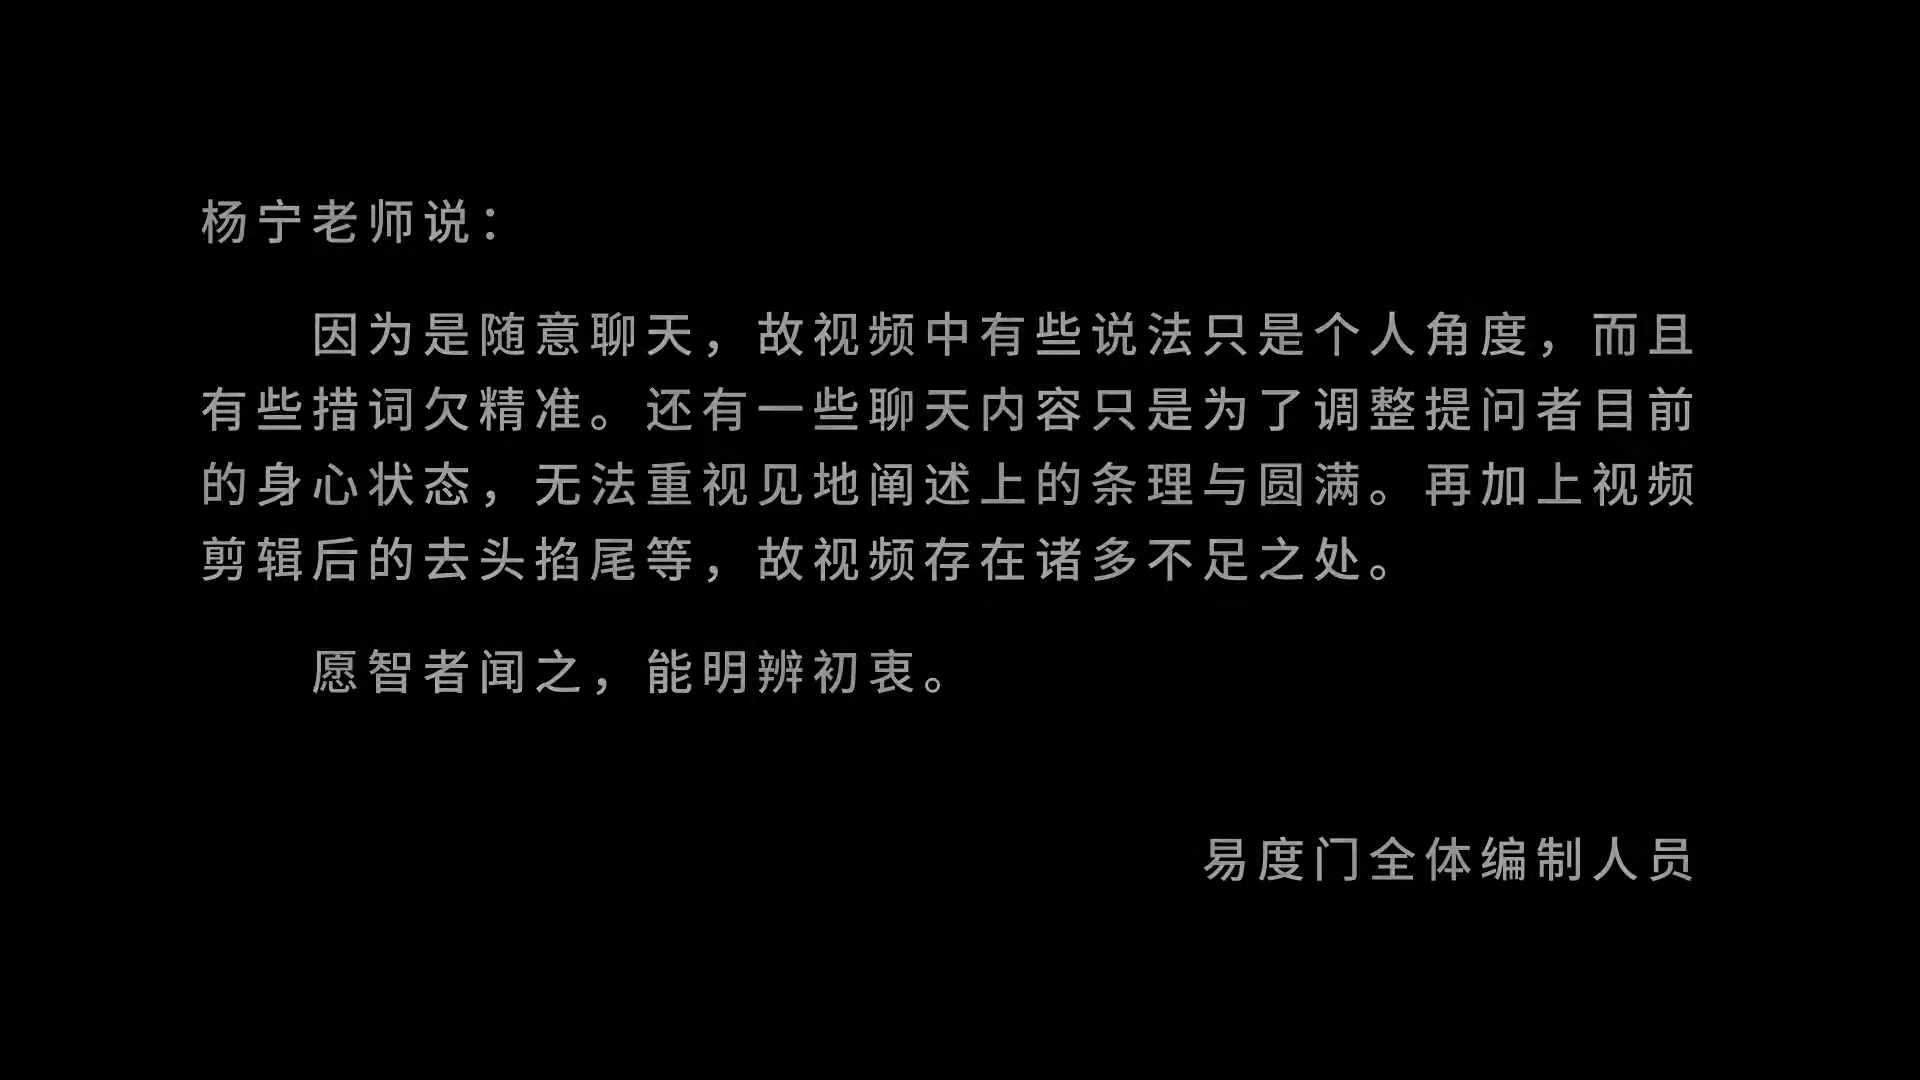 杨宁老师说：
因为是随意聊天，故视频中有些说法只是个人角度，而且
有些措词欠精准。还有一些聊天内容只是为了调整提问者目前
的身心状态，无法重视见地阐述上的条理与圆满。再加上视频
剪辑后的去头掐尾等，故视频存在诸多不足之处。
愿智者闻之，能明辨初衷。
易度门全体编制人员